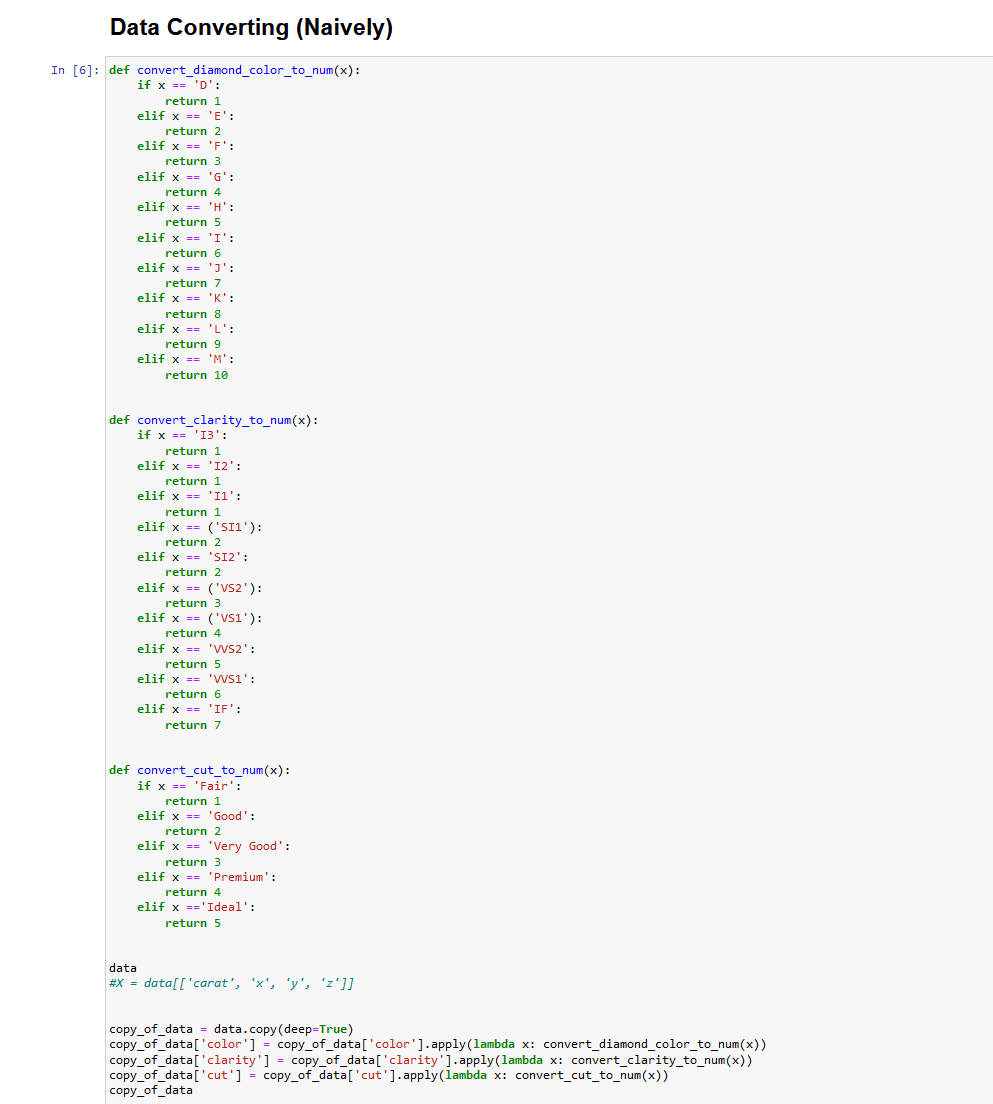 Data Converting (Naively)
In [6]: def convert_diamond_color_to_num(x):
    if x == 'D':
        return 1
    elif x == 'E':
        return 2
    elif x == 'F':
        return 3
    elif x == 'G':
        return 4
    elif x == 'H':
        return 5
    elif x == 'I':
        return 6
    elif x == 'J':
        return 7
    elif x == 'K':
        return 8
    elif x == 'L':
        return 9
    elif x == 'M':
        return 10
def convert_clarity_to_num(x):
    if x == 'I3':
        return 1
    elif x == 'I2':
        return 1
    elif x == 'I1':
        return 1
    elif x == ('SI1'):
        return 2
    elif x == 'SI2':
        return 2
    elif x == ('VS2'):
        return 3
    elif x == ('VS1'):
        return 4
    elif x == 'VVS2':
        return 5
    elif x == 'VVS1':
        return 6
    elif x == 'IF':
        return 7
def convert_cut_to_num(x):
    if x == 'Fair':
        return 1
    elif x == 'Good':
        return 2
    elif x == 'Very Good':
        return 3
    elif x == 'Premium':
        return 4
    elif x =='Ideal':
        return 5
data
#X = data[['carat', 'x', 'y', 'z']]
copy_of_data = data.copy(deep=True)
copy_of_data['color'] = copy_of_data['color'].apply(lambda x: convert_diamond_color_to_num(x))
copy_of_data['clarity'] = copy_of_data['clarity'].apply(lambda x: convert_clarity_to_num(x))
copy_of_data['cut'] = copy_of_data['cut'].apply(lambda x: convert_cut_to_num(x))
copy_of_data